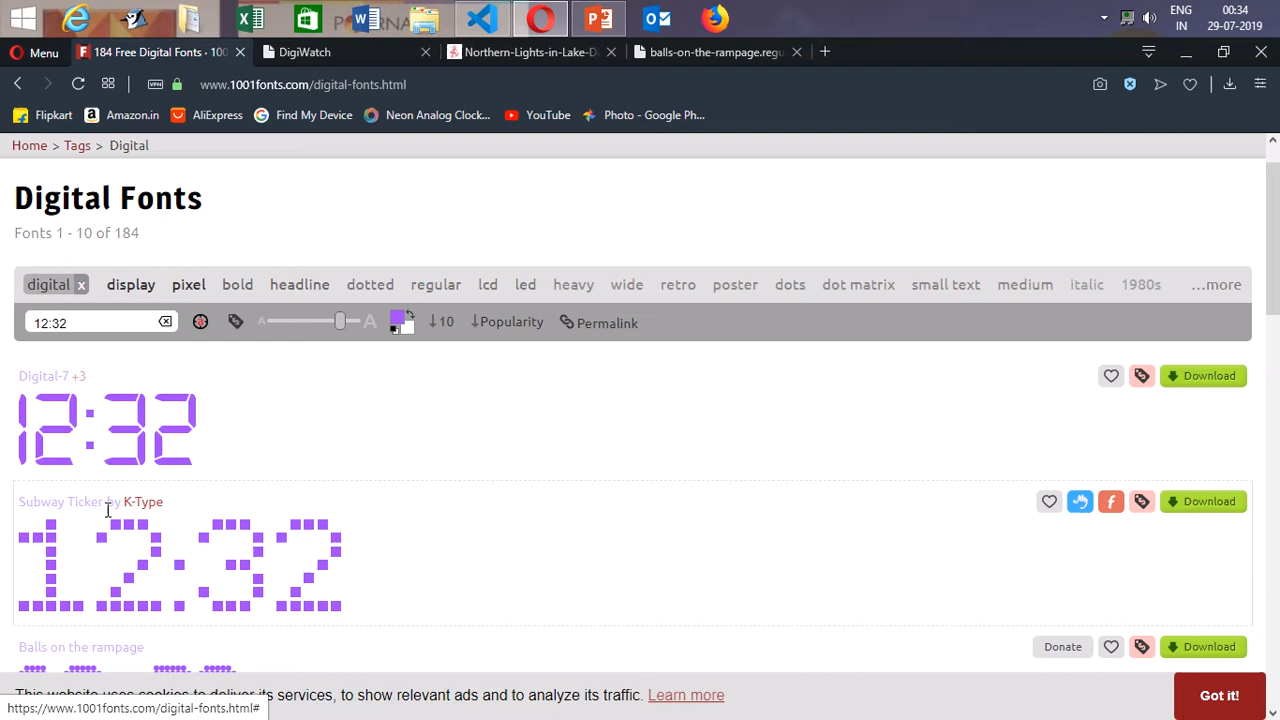 PORNAL
ENG
00:34
IN
29-07-2019
Menu
184 Free Digital Fonts · 100
DigiWatch
Northern-Lights-in-Lake-D
balls-on-the-rampage.regu
VPN
www.1001fonts.com/digital-fonts.html
Flipkart
Amazon.in
AliExpress
Find My Device
Neon Analog Clock...
YouTube
Photo - Google Ph...
Home > Tags > Digital
Digital Fonts
Fonts 1 - 10 of 184
digital x display pixel bold headline dotted regular lcd led heavy wide retro poster dots dot matrix small text medium italic 1980s ...more
12:32
A A
↓10
↓Popularity
Permalink
Digital-7 +3
Download
12:32
Subway Ticker by K-Type
Download
12:32
Balls on the rampage
Donate
Download
This website uses cookies to deliver its services, to show relevant ads and to analyze its traffic. Learn more
Got it!
https://www.1001fonts.com/digital-fonts.html#